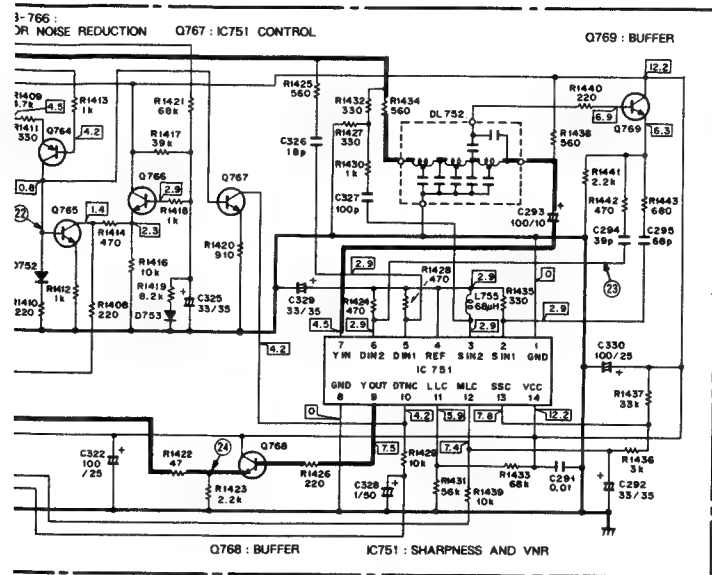 3-766 :
OR NOISE REDUCTION
Q767 : IC751 CONTROL
Q769 : BUFFER
12.2
R1409
4.5
R1413
1k
R1411
330
Q764
4.2
R1421
68k
R1417
39k
R1425
560
R1432
330
R1434
560
DL752
R1440
220
6.9
Q769
6.3
C326
18p
R1427
330
R1430
1k
R1438
560
0.8
Q766
2.9
Q767
C327
100p
R1441
2.2k
R1442
470
R1443
680
22
Q765
1.4
R1414
470
2.3
R1418
1k
C293
100/10
C294
39p
C295
68p
D752
R1412
1k
R1416
10k
R1420
910
2.9
R1428
470
2.9
0
23
R1410
220
R1408
220
R1419
8.2k
C325
33/35
D753
C329
33/35
R1424
470
L755
68µH
R1435
330
4.5
2.9
2.9
2.9
4.2
7 6 5 4 3 2 1
Y IN DIN2 DIN1 REF SIN2 SIN1 GND
IC 751
GND YOUT DTNC LLC MLC SSC VCC
8 9 10 11 12 13 14
C330
100/25
R1437
33k
0
4.2
5.9
7.8
12.2
7.5
7.4
C322
100
/25
R1422
47
24
Q768
R1423
2.2k
R1426
220
R1429
10k
C328
1/50
R1431
56k
R1439
10k
R1433
68k
C291
0.01
R1436
3k
C292
33/35
Q768 : BUFFER
IC751 : SHARPNESS AND VNR